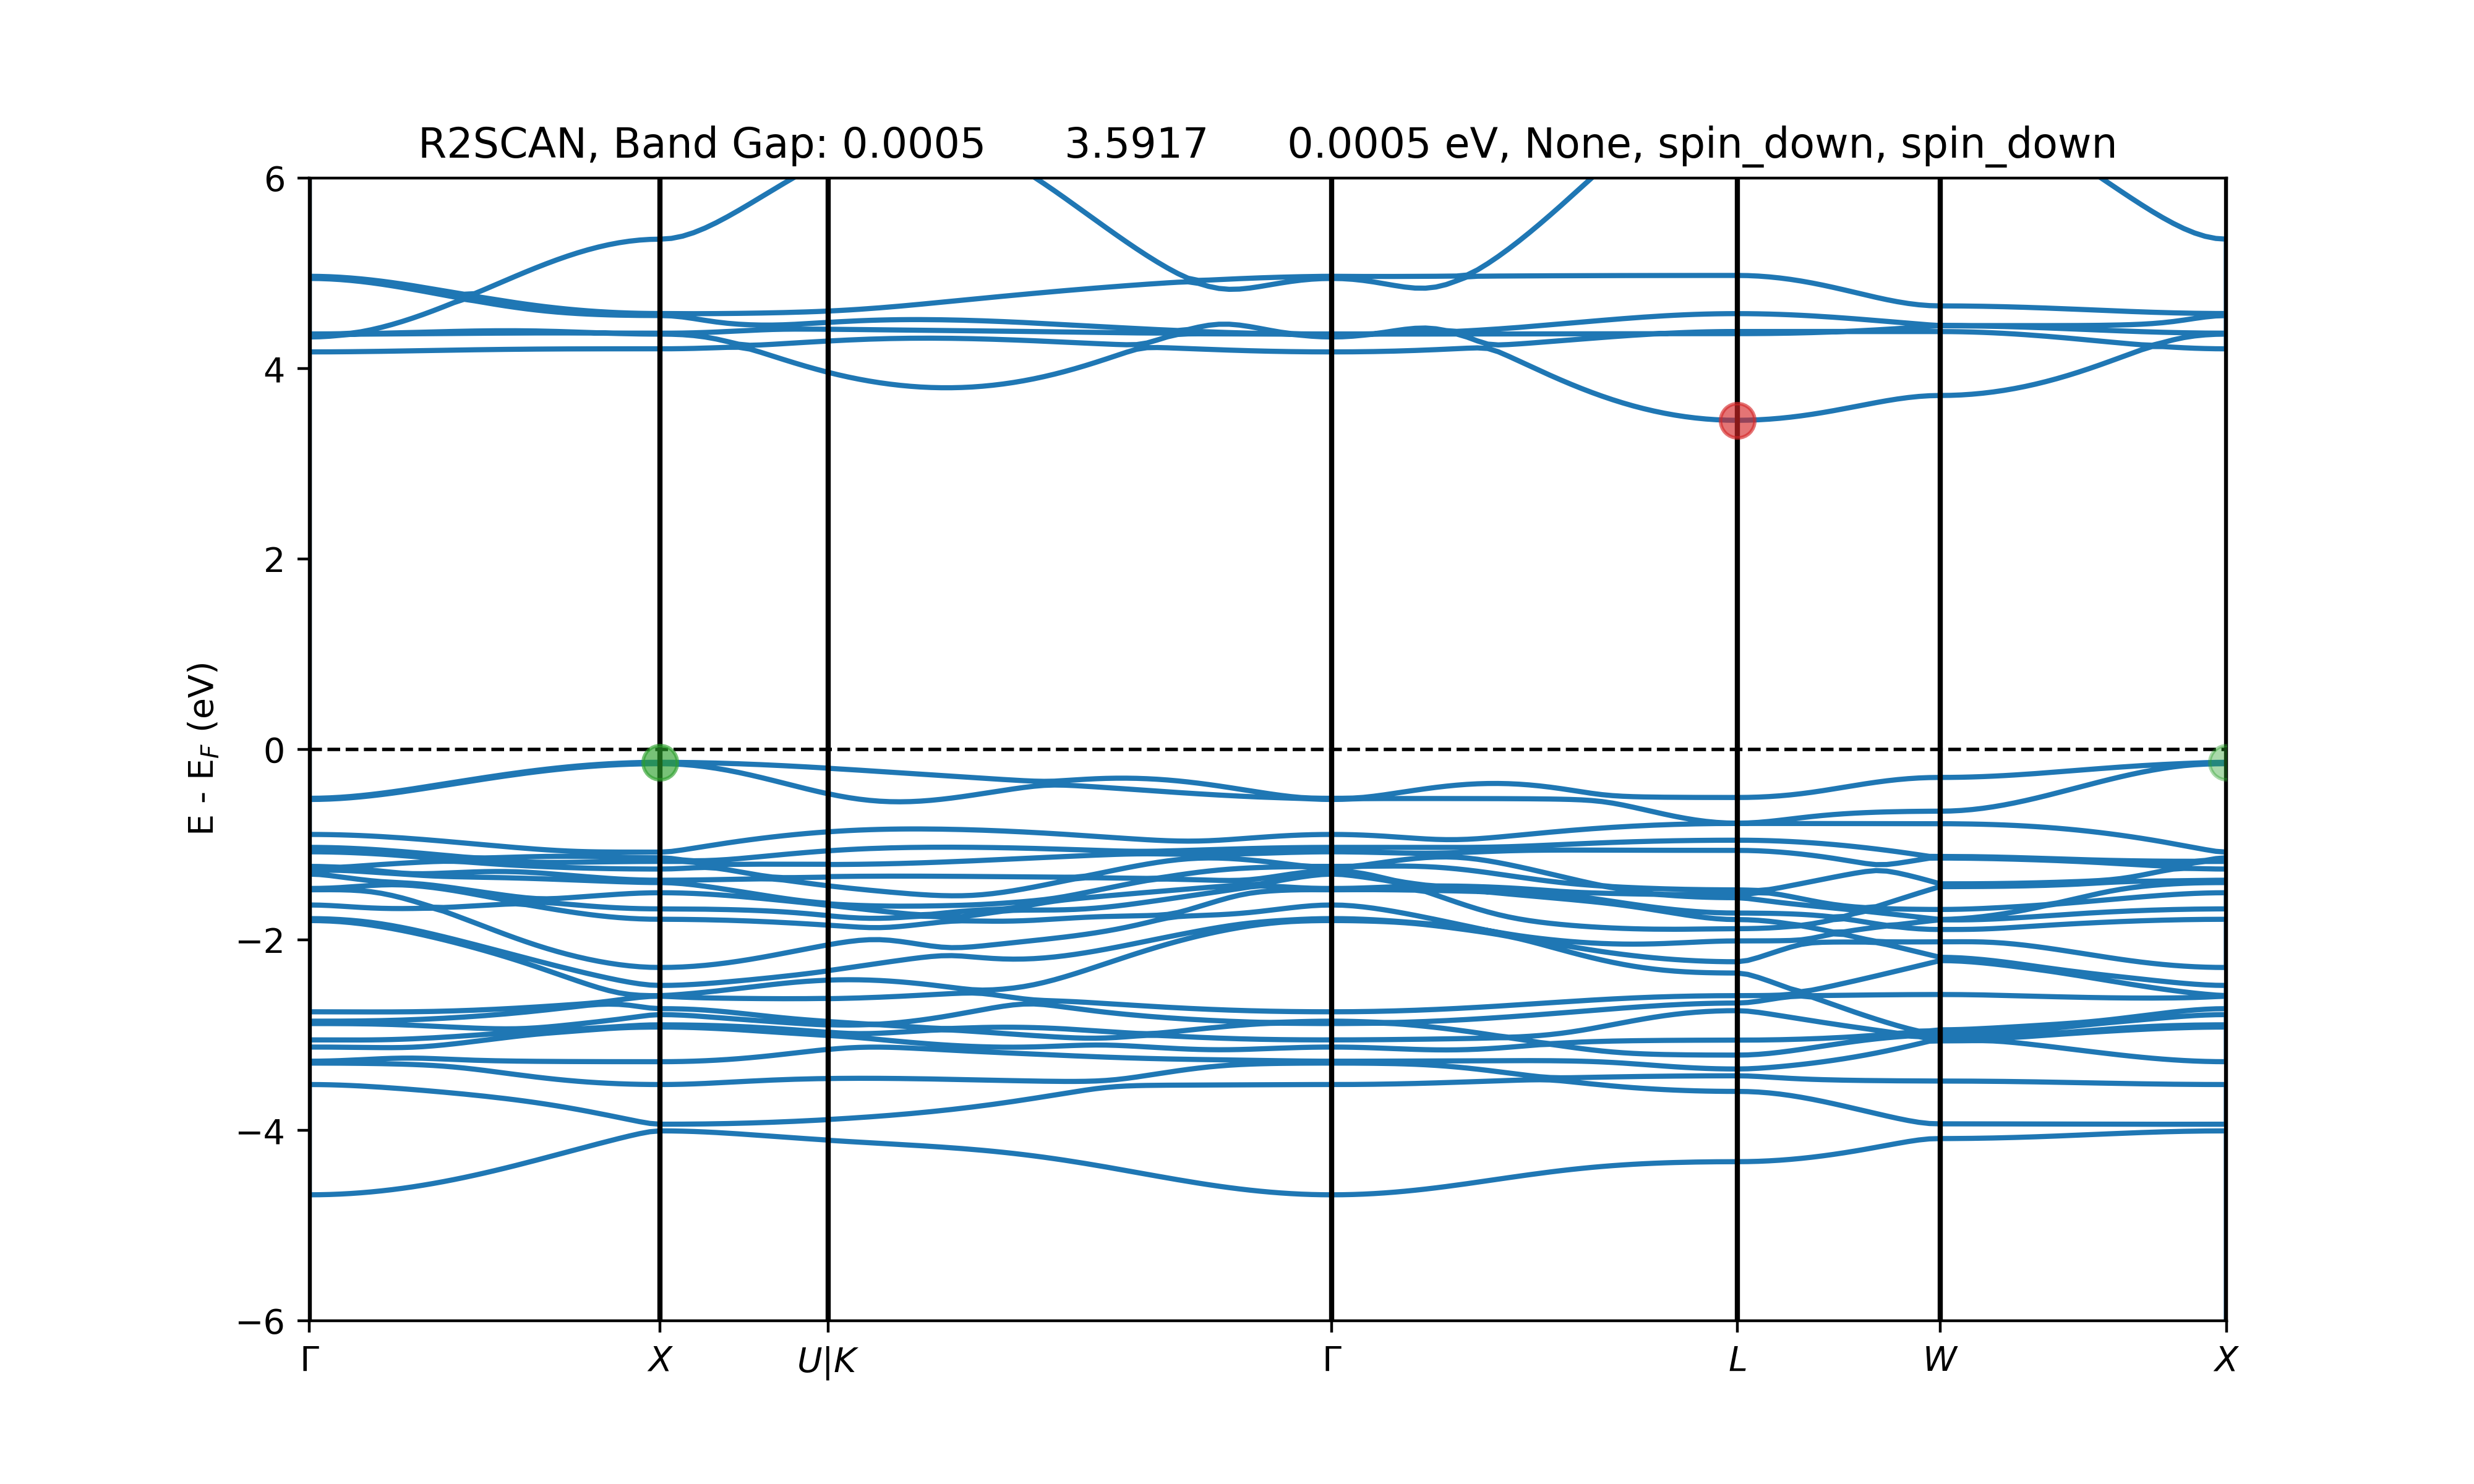 R2SCAN, Band Gap: 0.0005 3.5917 0.0005 eV, None, spin_down, spin_down
6
4
2
0
−2
−4
−6
E - E_F (eV)
Γ X U|K Γ L W X